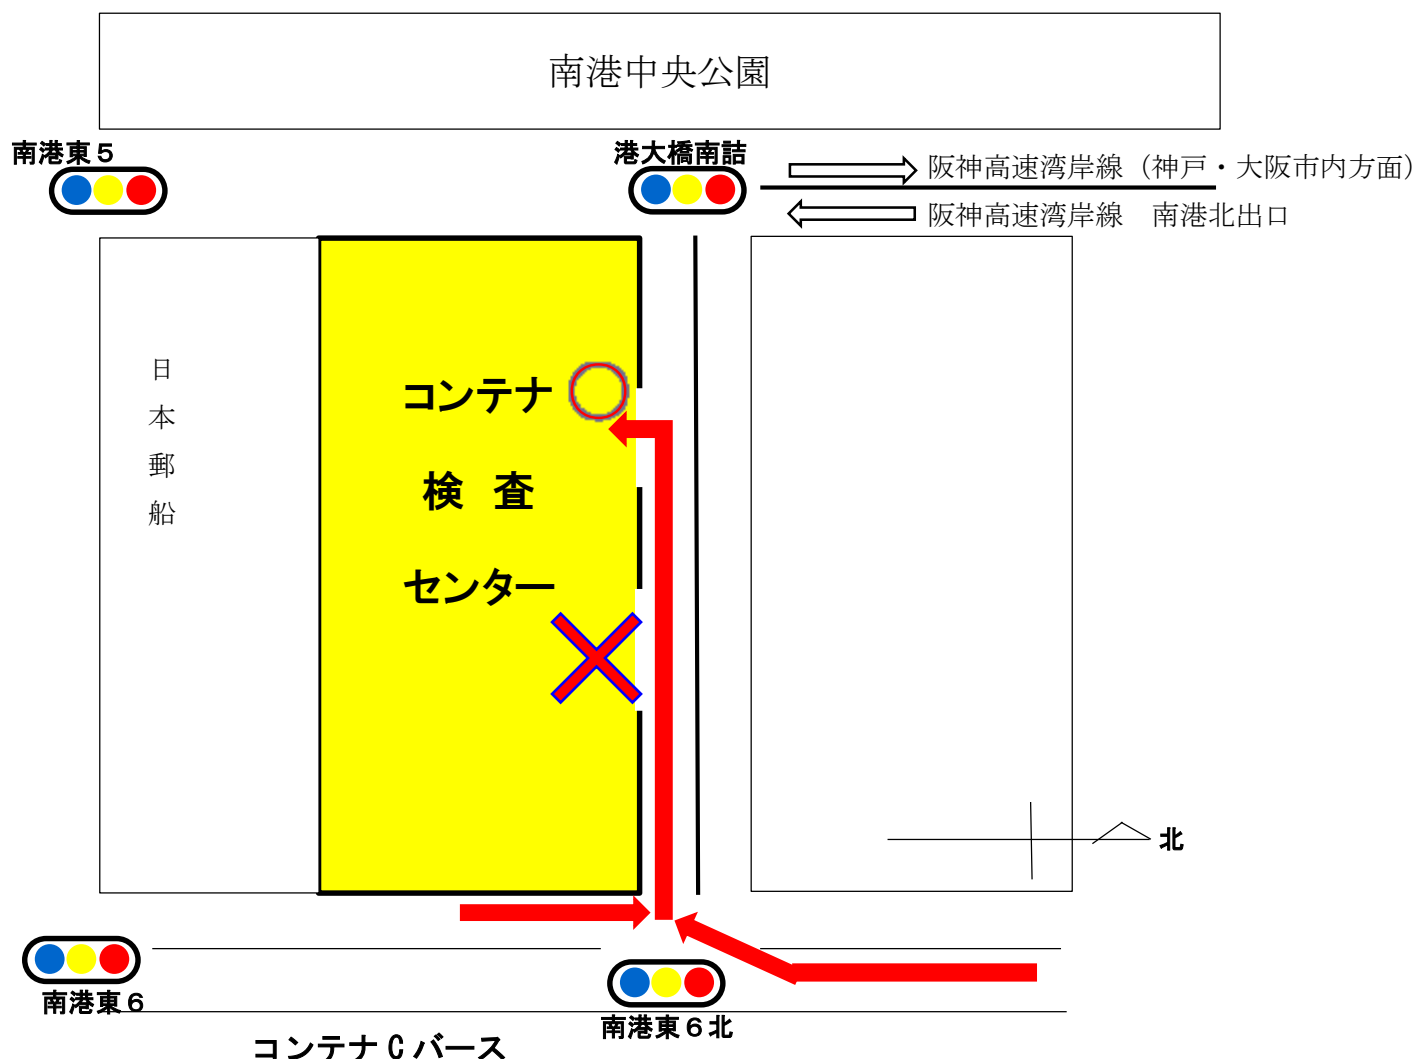 南港中央公園
南港東５
港大橋南詰
阪神高速湾岸線（神戸・大阪市内方面）
阪神高速湾岸線　南港北出口
日本郵船
コンテナ
検 査
センター
北
南港東６
南港東６北
コンテナＣバース